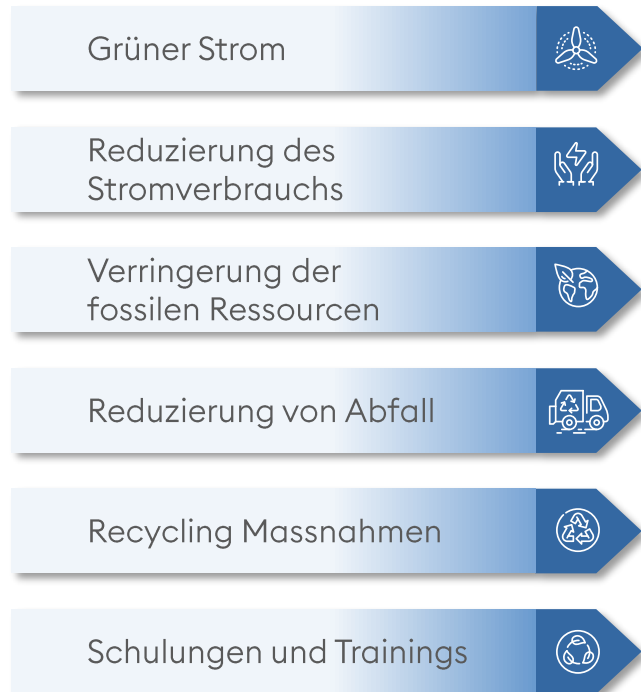 Grüner Strom
Reduzierung des
Stromverbrauchs
Verringerung der
fossilen Ressourcen
Reduzierung von Abfall
Recycling Massnahmen
Schulungen und Trainings